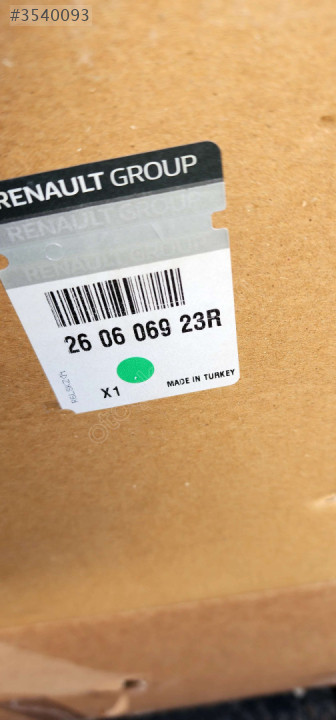 #3540093
RENAULT GROUP
RENAULT GROUP
RENAULT GROUP
26 06 069 23R
X1
MADE IN TURKEY